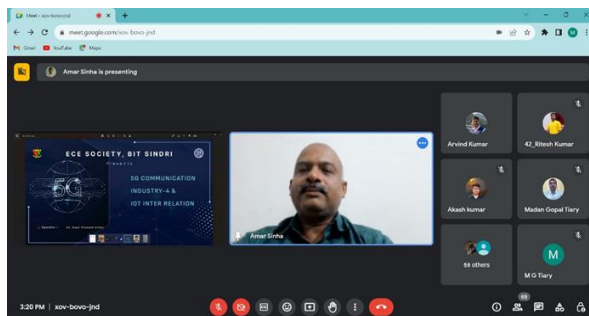 Meet - xov-bovo-jnd
meet.google.com/xov-bovo-jnd
Gmail YouTube Maps
Amar Sinha is presenting
ECE SOCIETY, BIT SINDRI
5G
5G COMMUNICATION
INDUSTRY-4 &
IOT INTER RELATION
Amar Sinha
Arvind Kumar
42_Ritesh Kumar
Akash kumar
Madan Gopal Tiary
59 others
M
M G Tiary
3:20 PM | xov-bovo-jnd
69